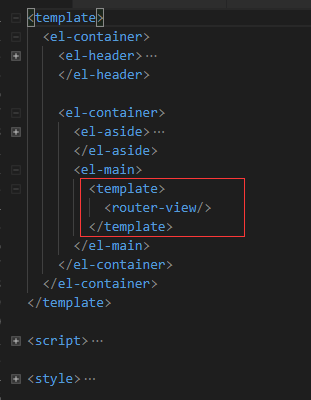 <template>
<el-container>
<el-header>···
</el-header>
<el-container>
<el-aside>···
</el-aside>
<el-main>
<template>
<router-view/>
</template>
</el-main>
</el-container>
</el-container>
</template>
<script>···
<style>···